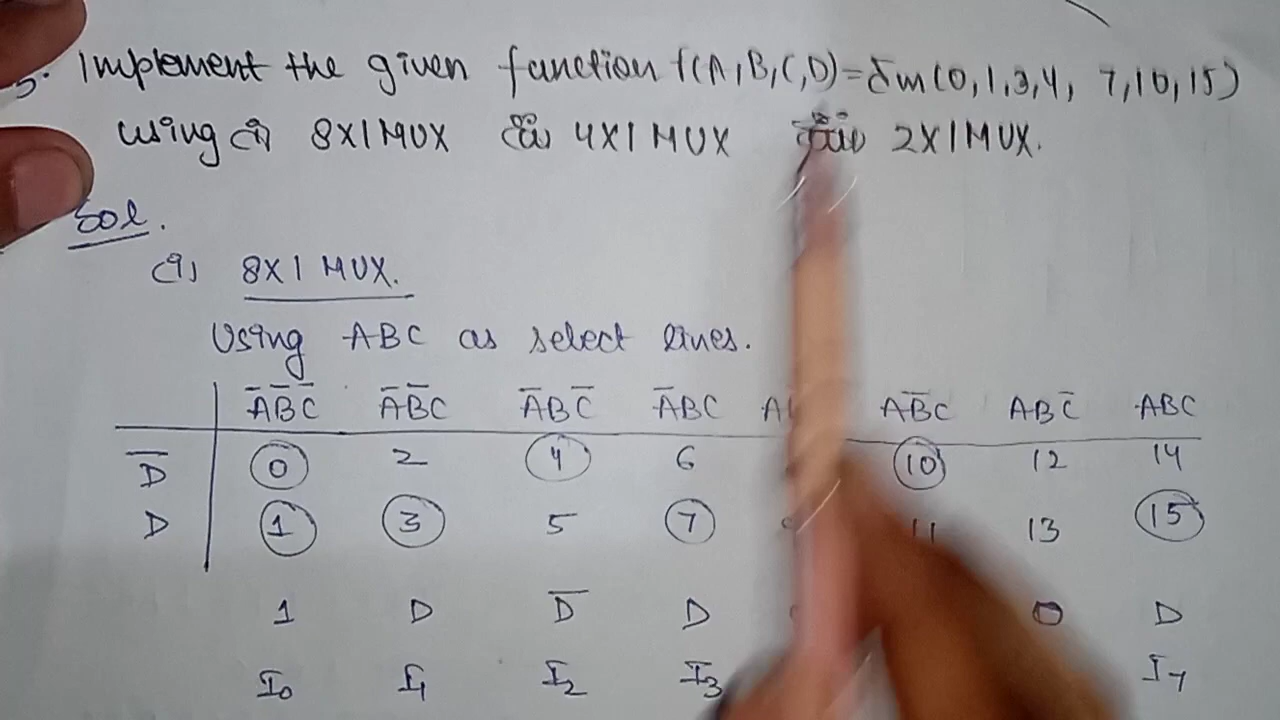 Implement the given function f(A,B,C,D)=Σm(0,1,3,4, 7,10,15)
using (i) 8X1 MUX (ii) 4X1 MUX (iii) 2X1 MUX.
Sol.
(i) 8X1 MUX.
Using ABC as select lines.
A̅B̅C̅ A̅B̅C A̅BC̅ A̅BC A AB̅C ABC̅ ABC
D̅ 0 2 4 6 10 12 14
D 1 3 5 7 11 13 15
1 D D̅ D 0 D
I0 I1 I2 I3 I7